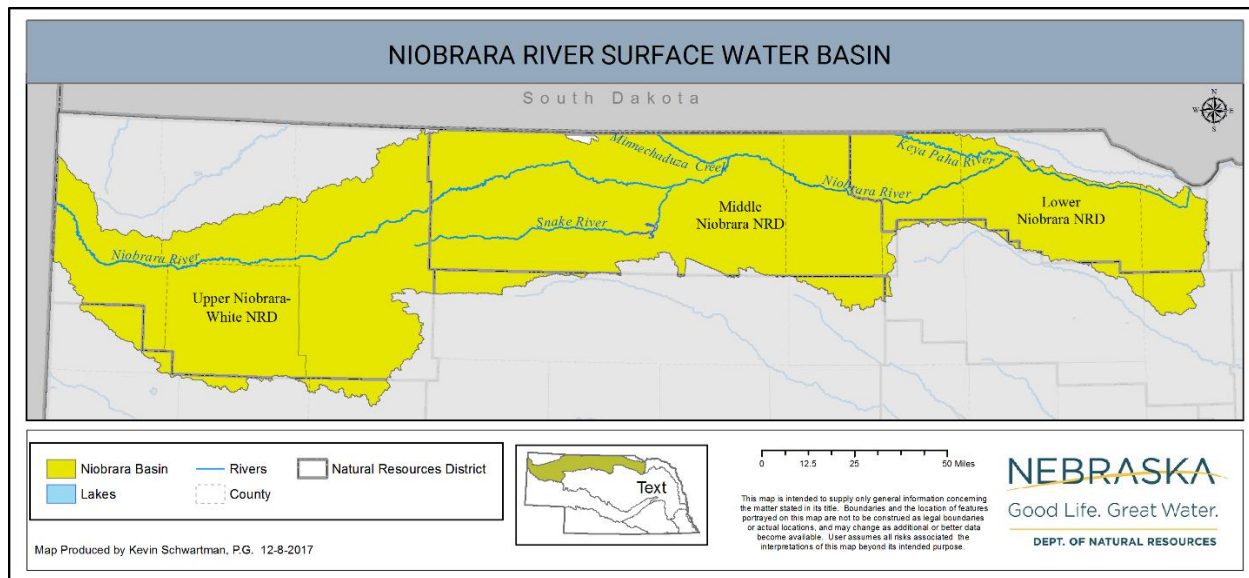 NIOBRARA RIVER SURFACE WATER BASIN
South Dakota
N
W E
S
Minnechaduza Creek
Keya Paha River
Niobrara River
Snake River
Middle
Niobrara NRD
Lower
Niobrara NRD
Niobrara River
Upper Niobrara-
White NRD
Niobrara Basin
Rivers
Natural Resources District
Lakes
County
Map Produced by Kevin Schwartman, P.G. 12-8-2017
Text
0 12.5 25 50 Miles
This map is intended to supply only general information concerning
the matter stated in its title. Boundaries and the location of features
portrayed on this map are not to be construed as legal boundaries
or actual locations, and may change as additional or better data
become available. User assumes all risks associated the
interpretations of this map beyond its intended purpose.
NEBRASKA
Good Life. Great Water.
DEPT. OF NATURAL RESOURCES